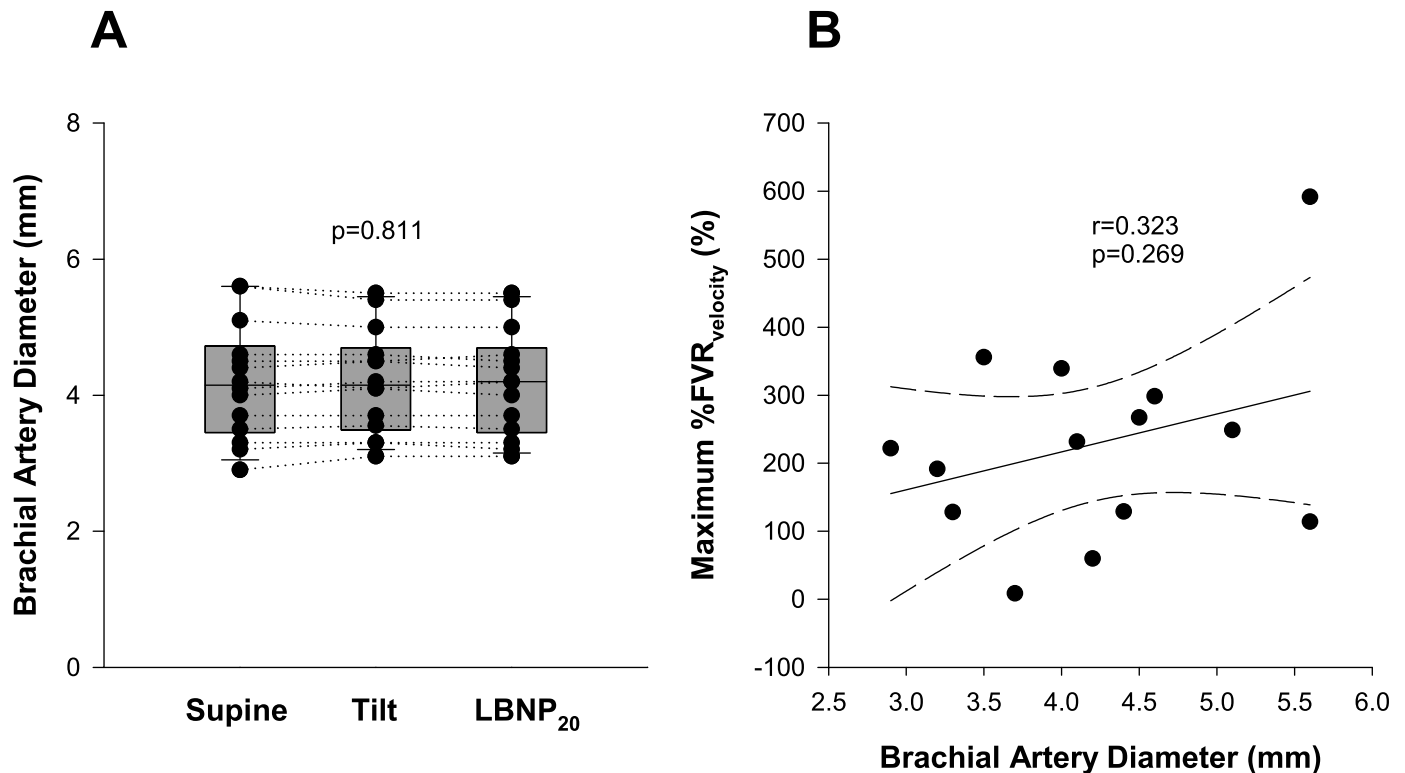 A
B
Brachial Artery Diameter (mm)
8
6
4
2
0
p=0.811
Supine Tilt LBNP20
Maximum %FVRvelocity (%)
700
600
500
400
300
200
100
0
-100
r=0.323
p=0.269
2.5 3.0 3.5 4.0 4.5 5.0 5.5 6.0
Brachial Artery Diameter (mm)